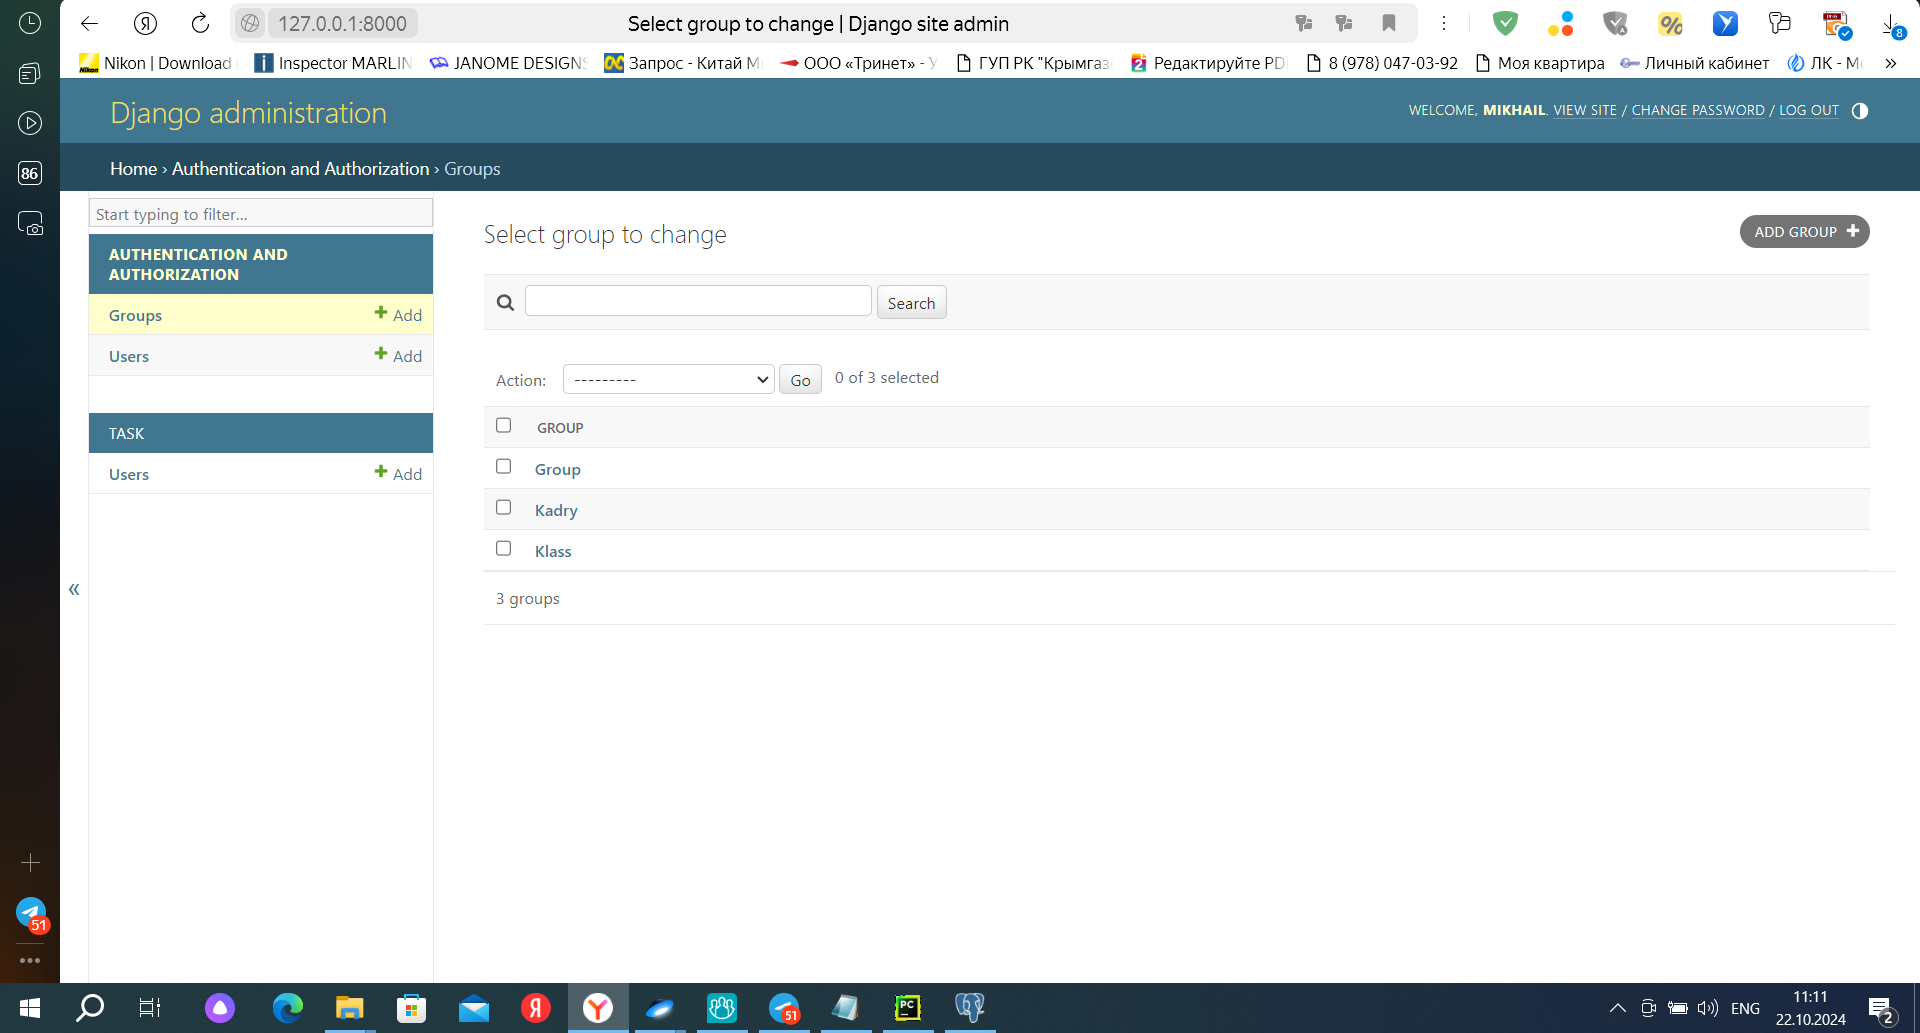 127.0.0.1:8000
Select group to change | Django site admin
8
Nikon | Download
Inspector MARLIN
JANOME DESIGNS
Запрос - Китай М
ООО «Тринет» - У
ГУП РК "Крымгаз
Редактируйте PD
8 (978) 047-03-92
Моя квартира
Личный кабинет
ЛК - Мо
»
Django administration
WELCOME, MIKHAIL. VIEW SITE / CHANGE PASSWORD / LOG OUT
Home › Authentication and Authorization › Groups
86
Start typing to filter...
AUTHENTICATION AND
AUTHORIZATION
Groups
Add
Users
Add
TASK
Users
Add
«
Select group to change
ADD GROUP
Search
Action:
---------
Go
0 of 3 selected
GROUP
Group
Kadry
Klass
3 groups
51
Я
Y
51
PC
ENG
11:11
22.10.2024
2